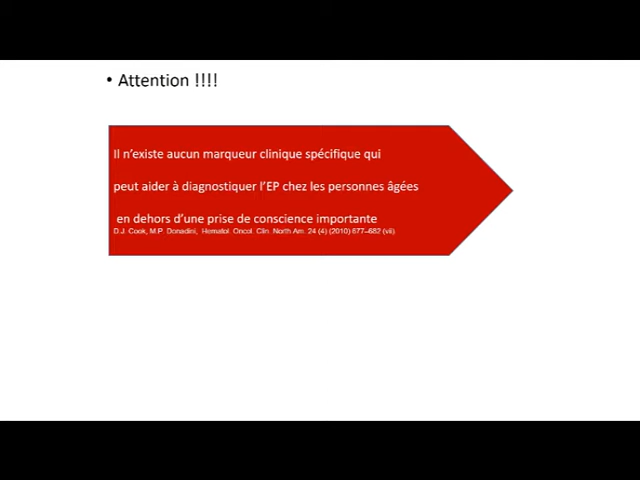 • Attention !!!!
Il n'existe aucun marqueur clinique spécifique qui
peut aider à diagnostiquer l'EP chez les personnes âgées
en dehors d'une prise de conscience importante
D.J. Cook, M.P. Donadini, Hematol. Oncol. Clin. North Am. 24 (4) (2010) 677–682 (vii)